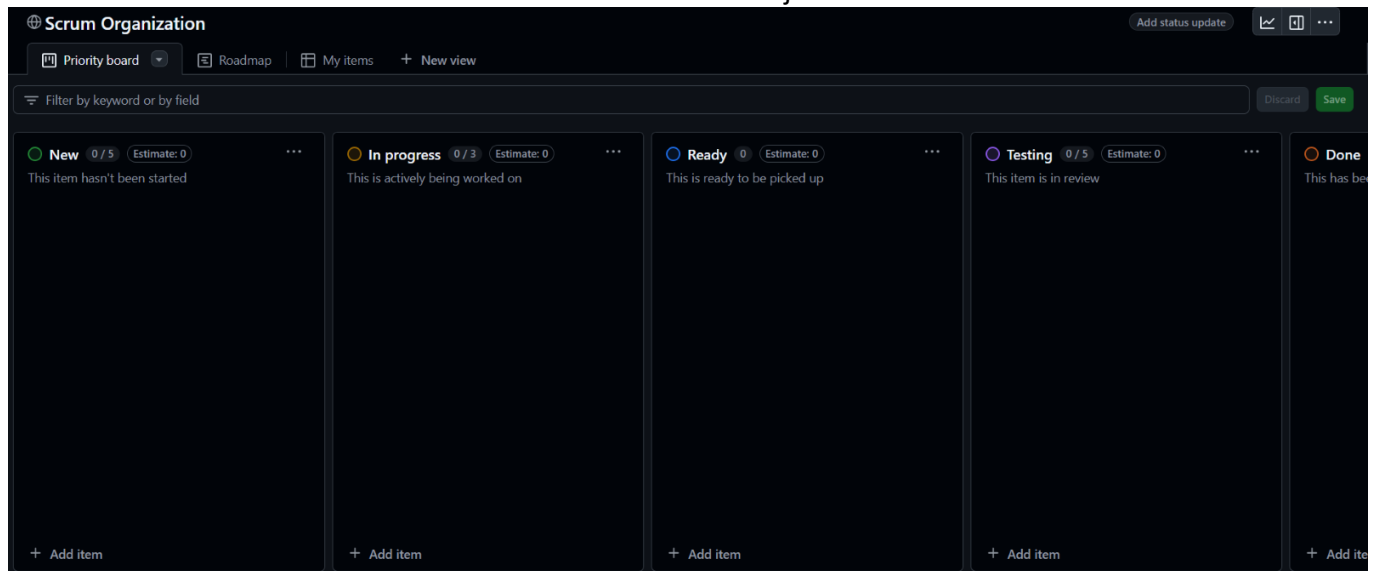 Scrum Organization
Add status update
Priority board
Roadmap
My items
+ New view
Filter by keyword or by field
Discard
Save
New 0 / 5 Estimate: 0 ...
This item hasn't been started
+ Add item
In progress 0 / 3 Estimate: 0 ...
This is actively being worked on
+ Add item
Ready 0 Estimate: 0 ...
This is ready to be picked up
+ Add item
Testing 0 / 5 Estimate: 0 ...
This item is in review
+ Add item
Done
This has
+ Add